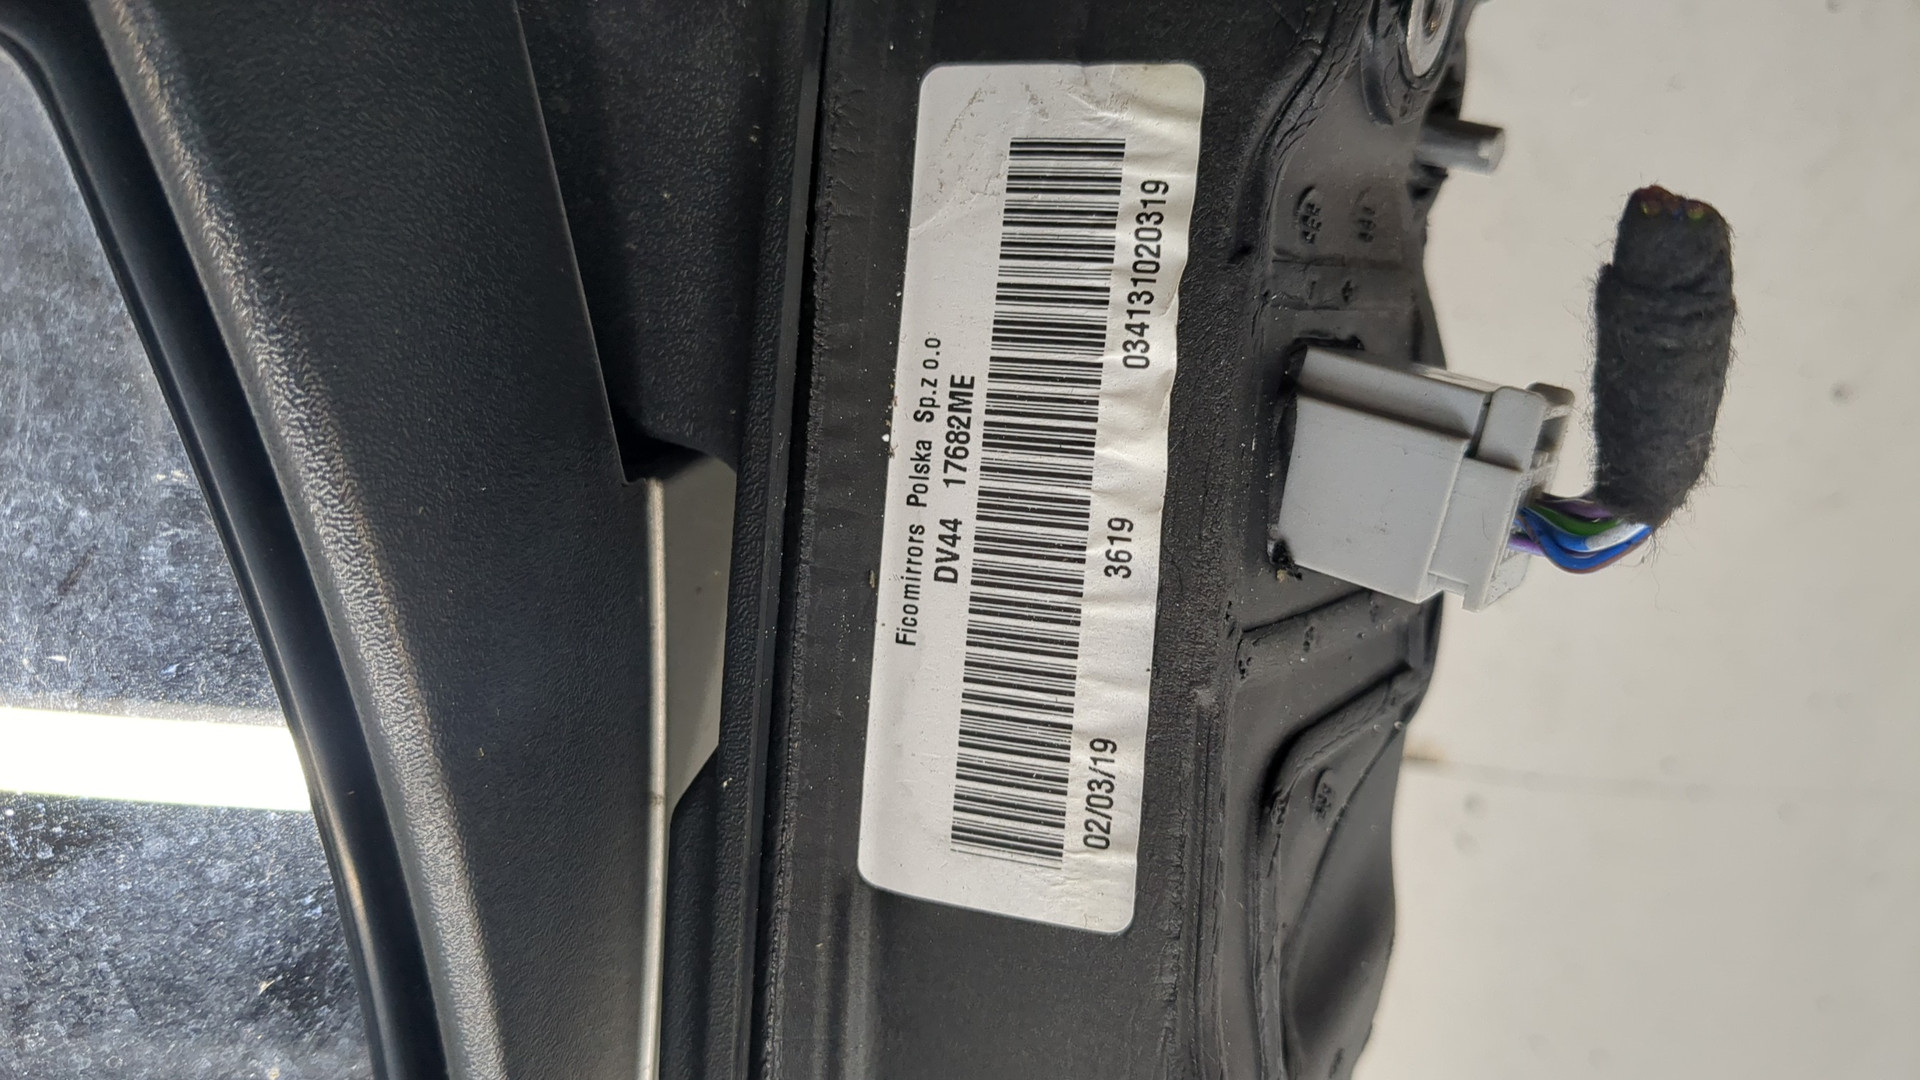 Ficomirrors Polska Sp.z o.o.
DV44 17682ME
02/03/19 3619 034131020319